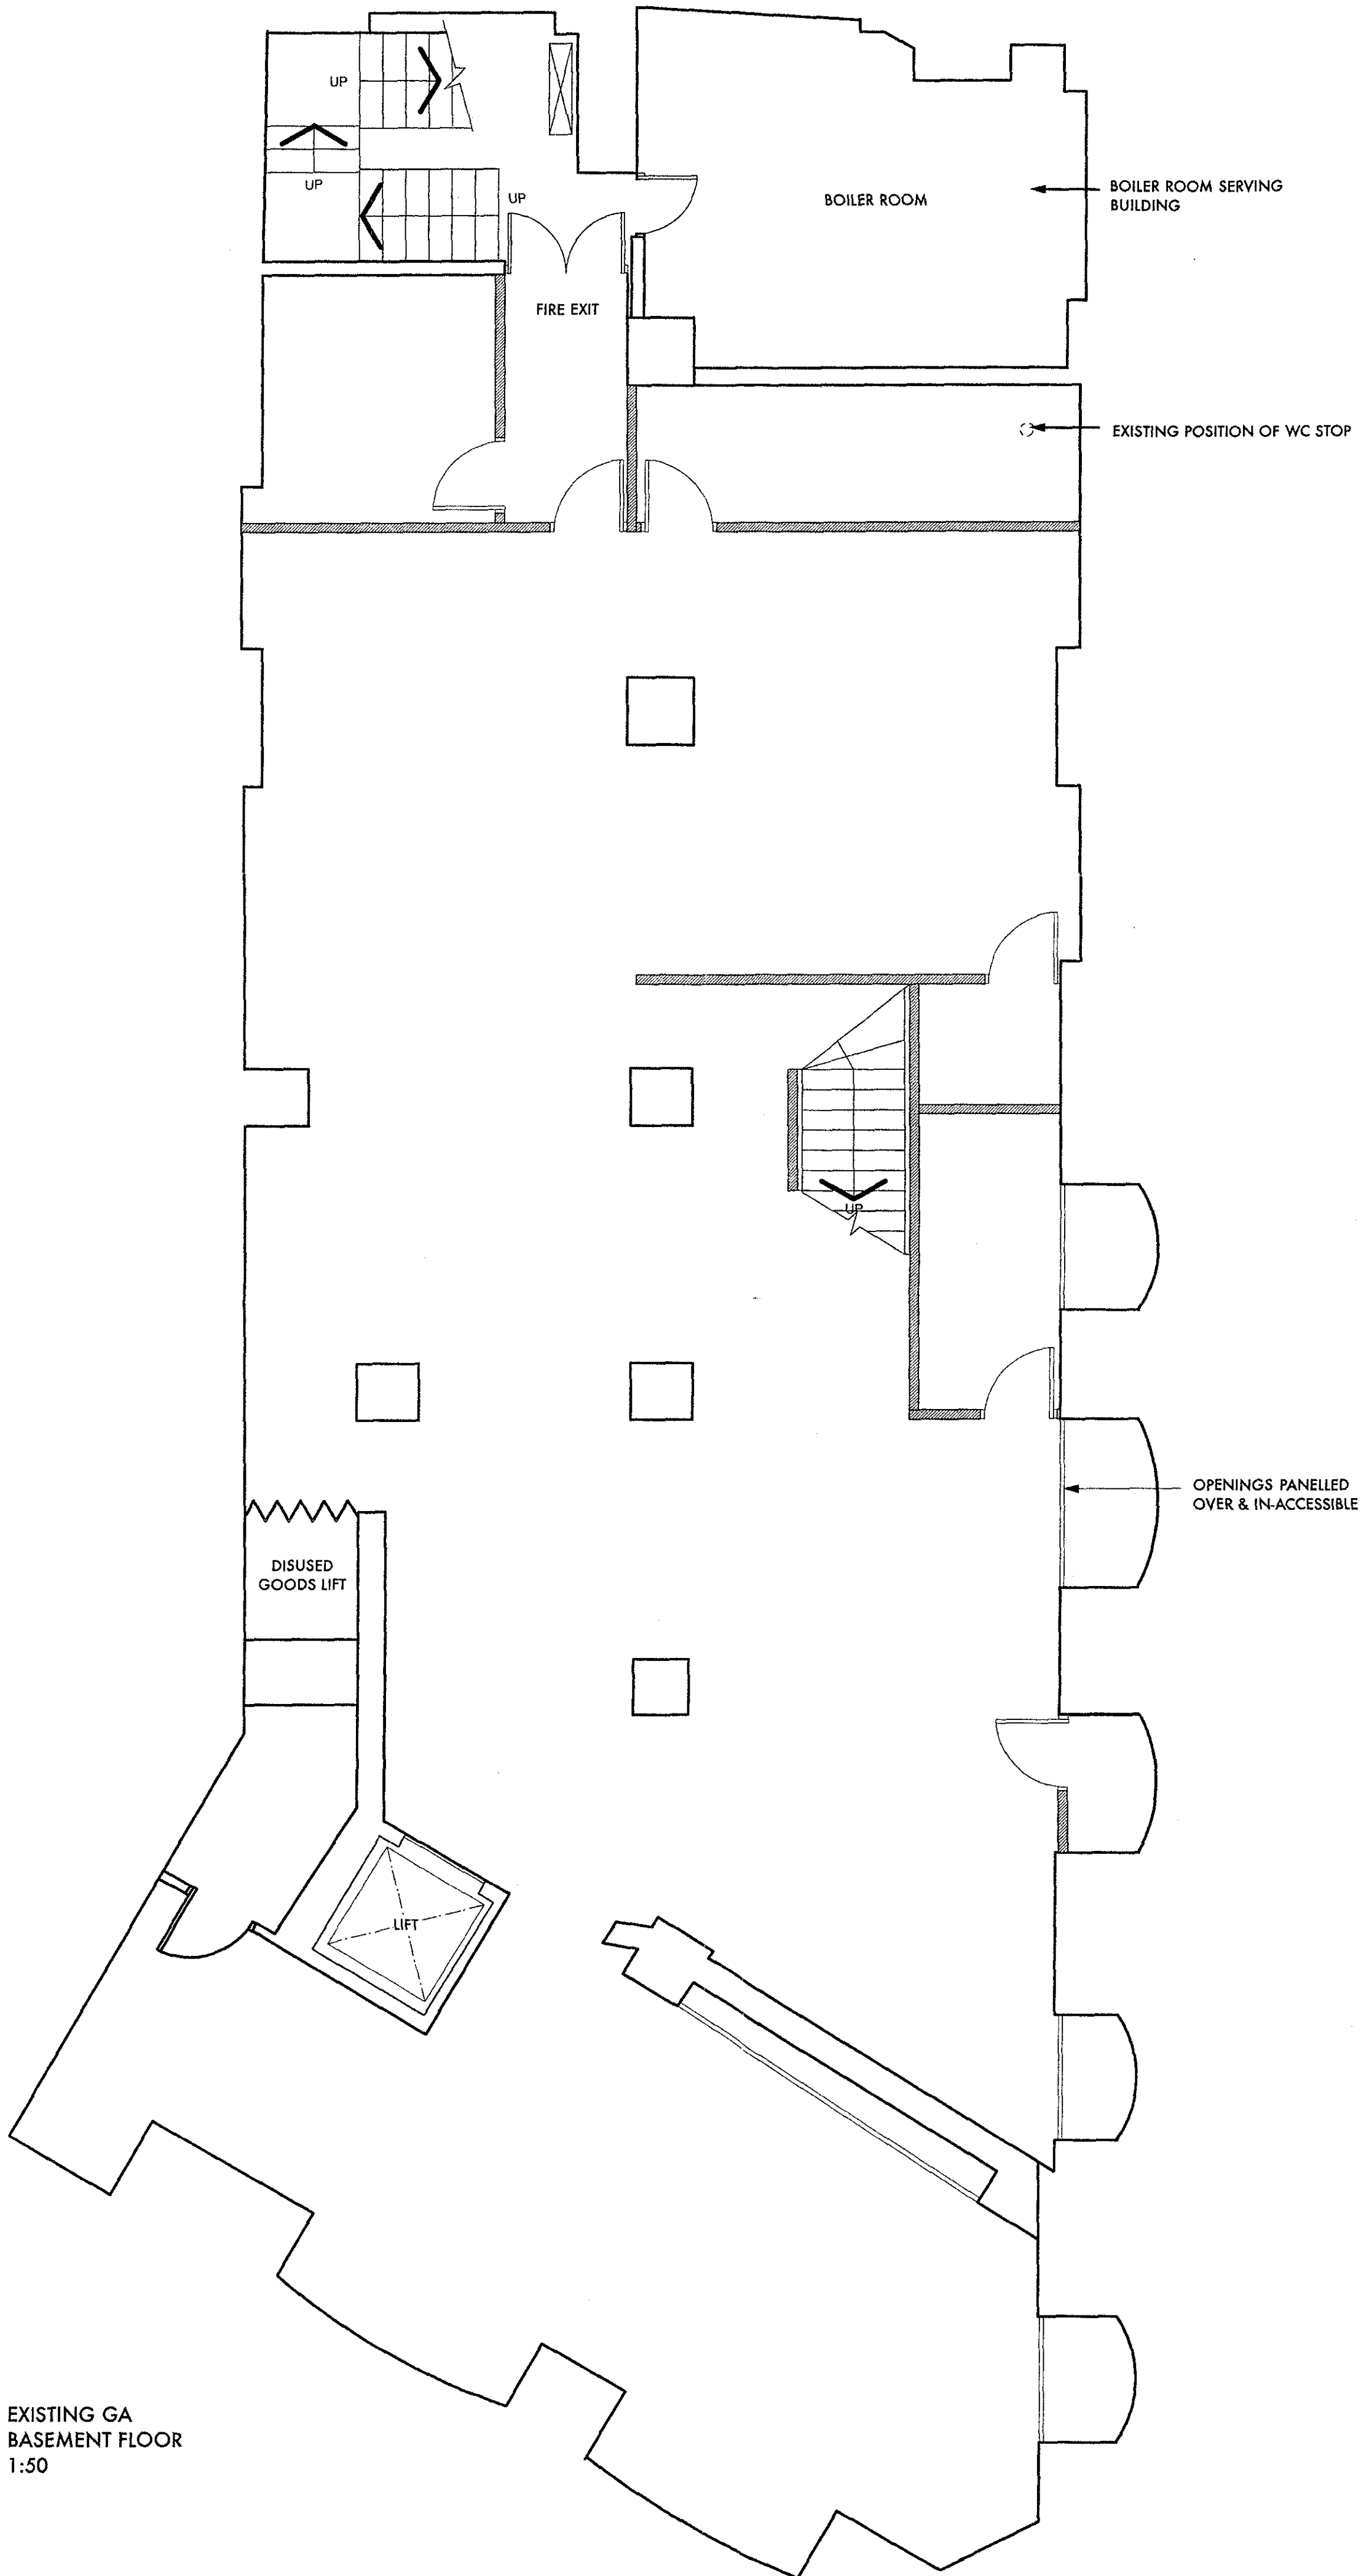 UP
UP
UP
BOILER ROOM
BOILER ROOM SERVING
BUILDING
FIRE EXIT
EXISTING POSITION OF WC STOP
UP
OPENINGS PANELLED
OVER & IN-ACCESSIBLE
DISUSED
GOODS LIFT
LIFT
EXISTING GA
BASEMENT FLOOR
1:50